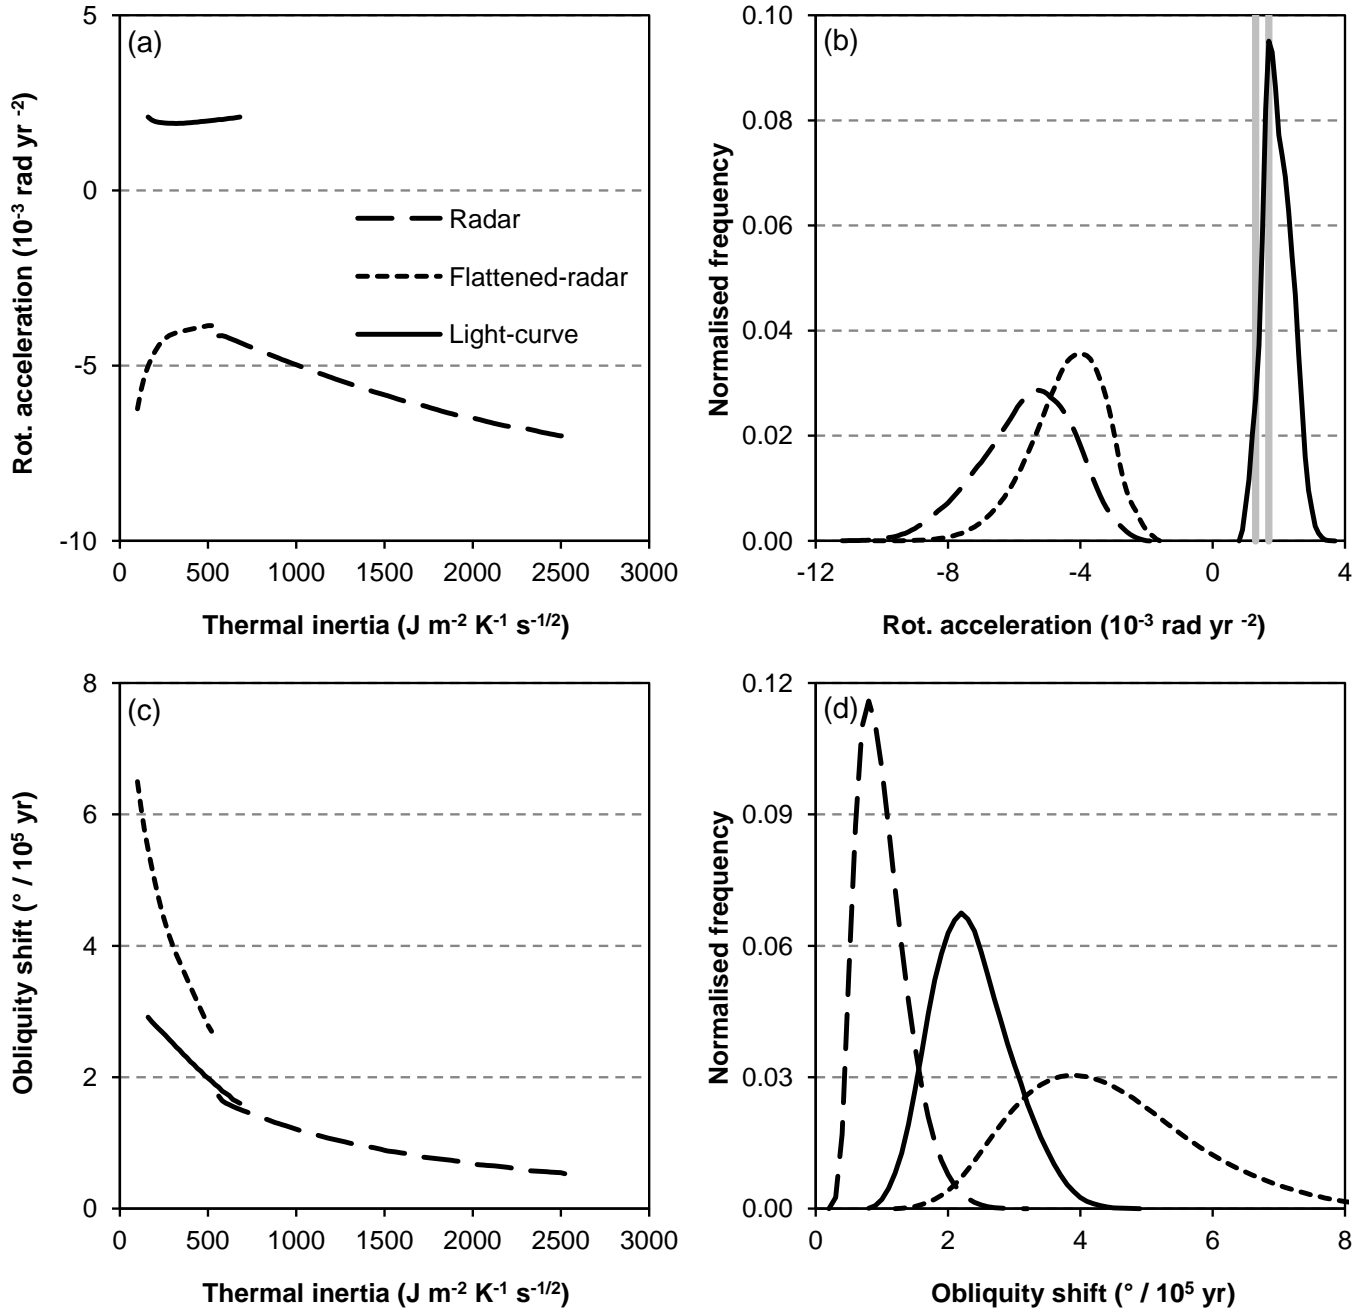 (a)
5
0
-5
-10
Rot. acceleration (10⁻³ rad yr ⁻²)
Radar
Flattened-radar
Light-curve
0 500 1000 1500 2000 2500 3000
Thermal inertia (J m⁻² K⁻¹ s⁻¹/²)
(b)
0.10
0.08
0.06
0.04
0.02
0.00
Normalised frequency
-12 -8 -4 0 4
Rot. acceleration (10⁻³ rad yr ⁻²)
(c)
8
6
4
2
0
Obliquity shift (° / 10⁵ yr)
0 500 1000 1500 2000 2500 3000
Thermal inertia (J m⁻² K⁻¹ s⁻¹/²)
(d)
0.12
0.09
0.06
0.03
0.00
Normalised frequency
0 2 4 6 8
Obliquity shift (° / 10⁵ yr)